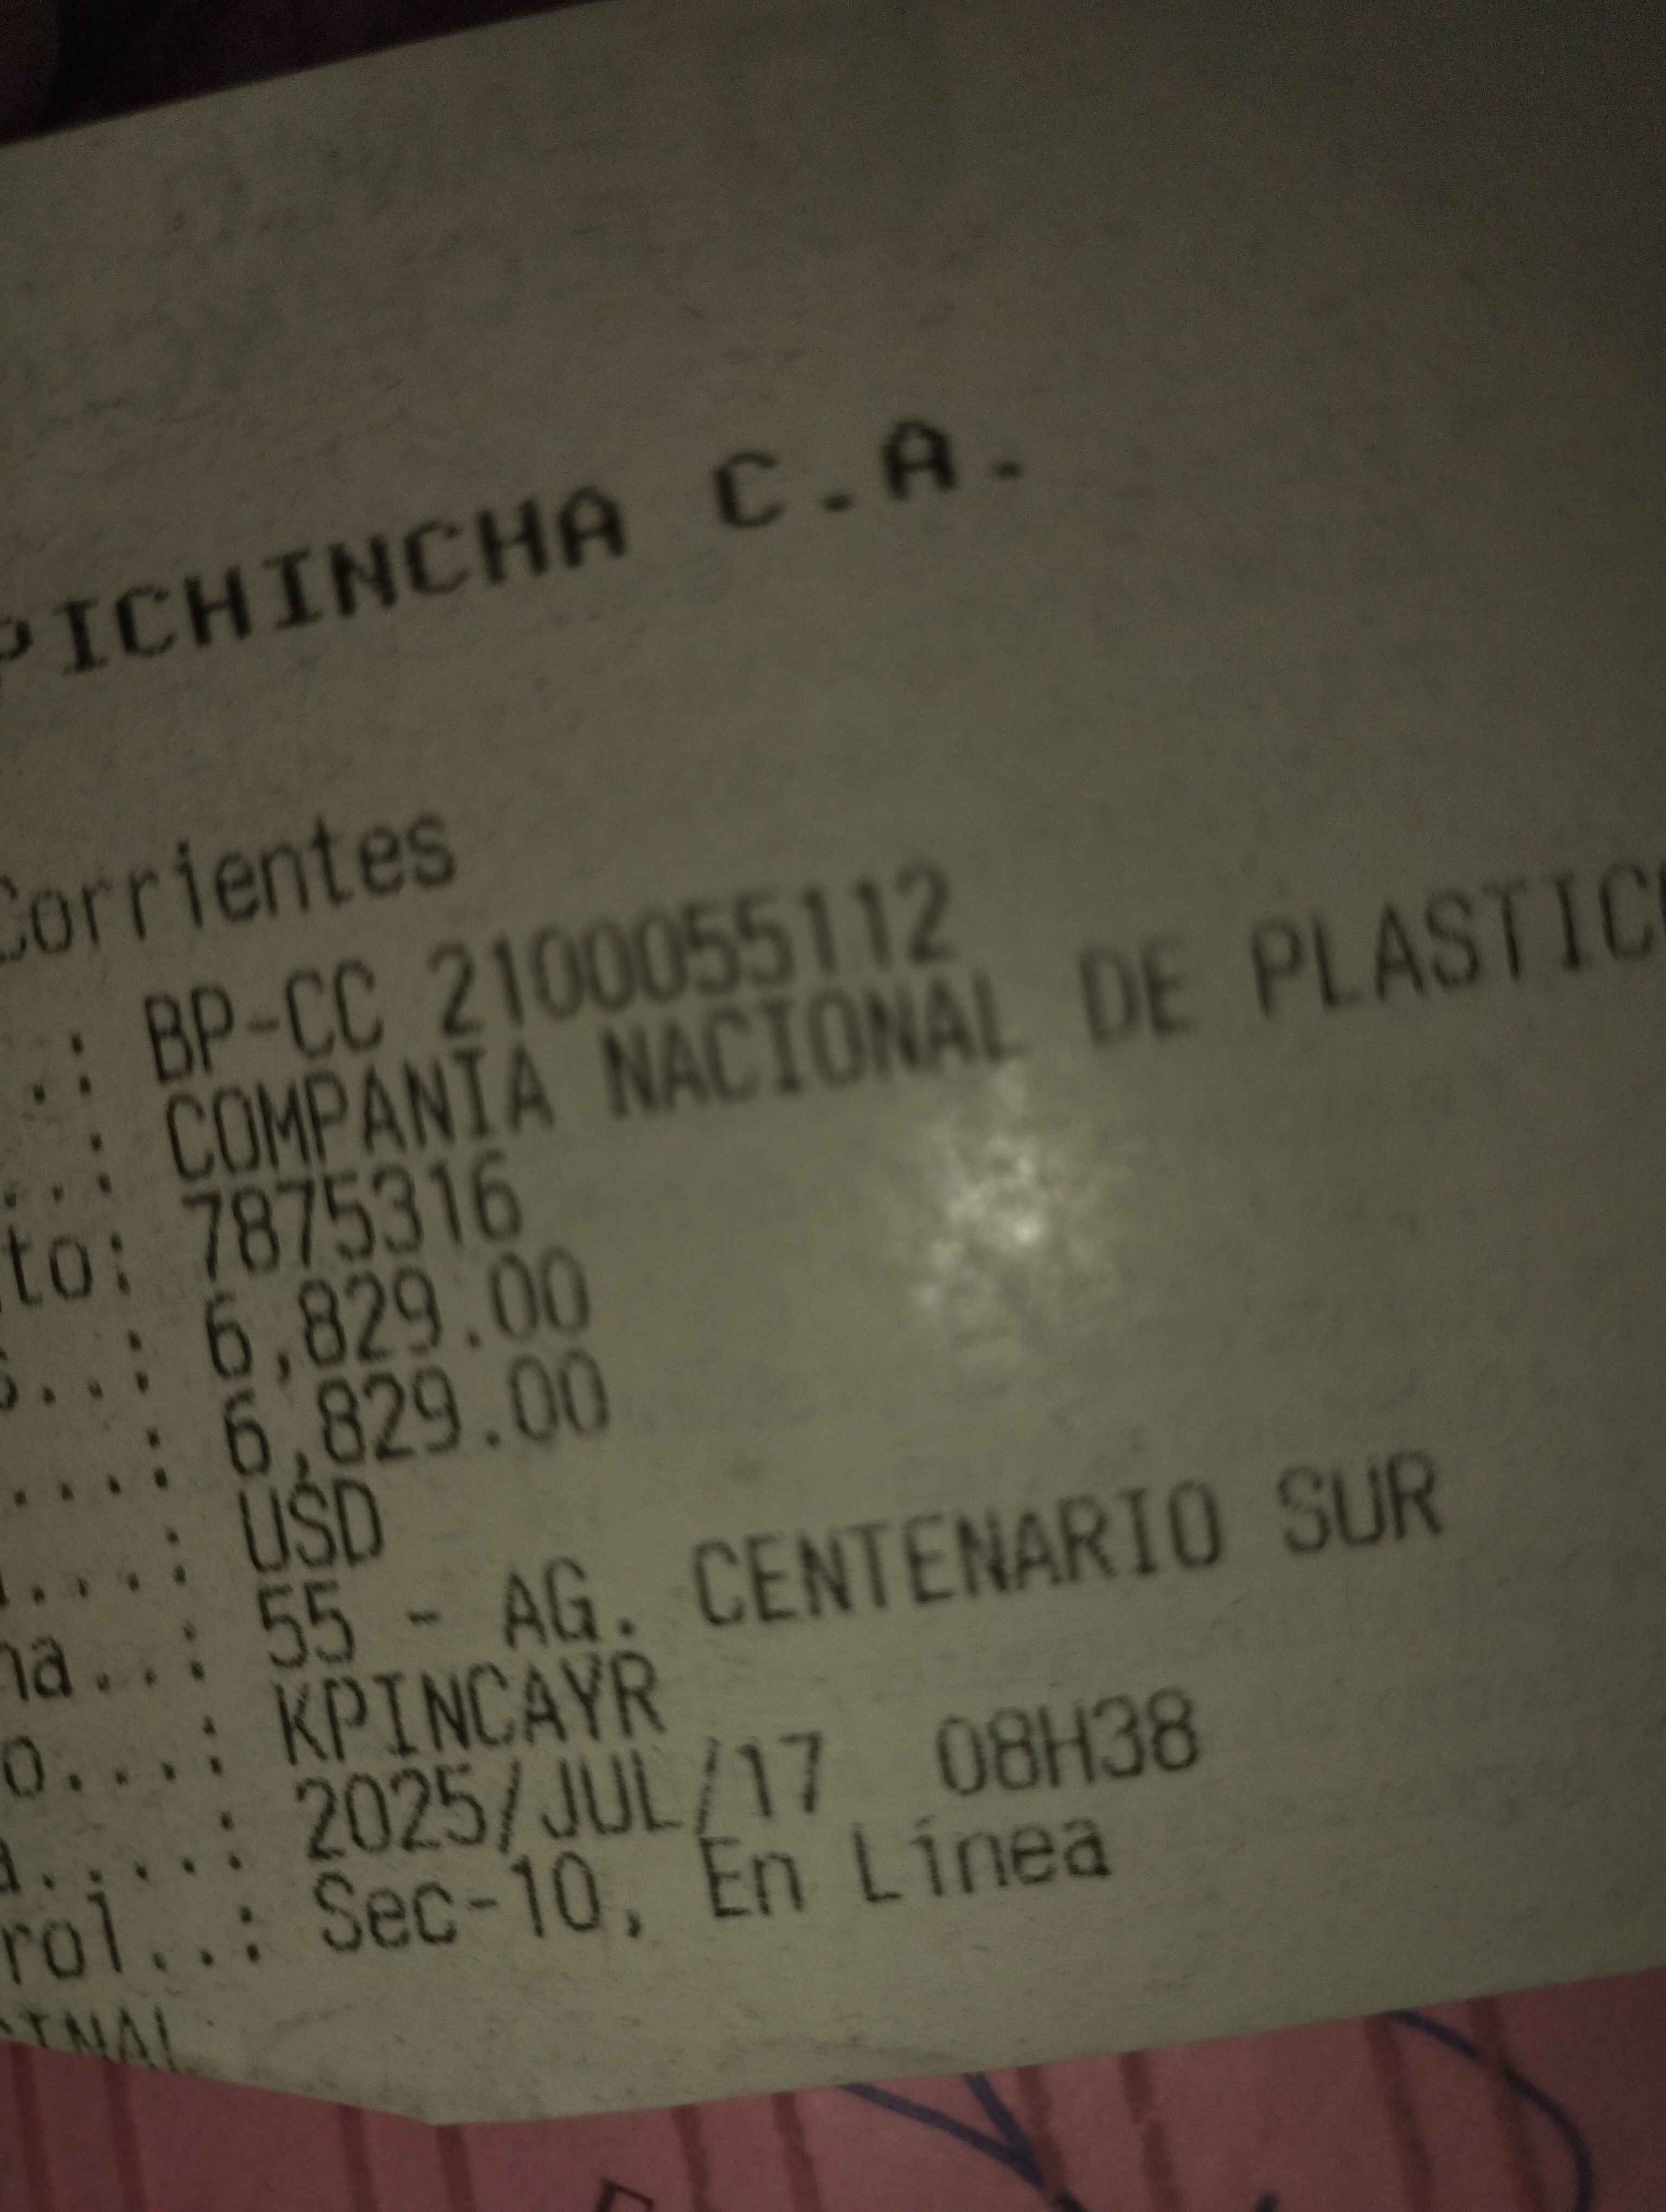 PICHINCHA C.A.
Corrientes
..: BP-CC 2100055112
: COMPANIA NACIONAL DE PLASTIC
...: 
to: 7875316
s..: 6,829.00
....: 6,829.00
....: USD
na..: 55 - AG. CENTENARIO SUR
o...: KPINCAYR
a....: 2025/JUL/17 08H38
rol..: Sec-10, En Línea
INAL